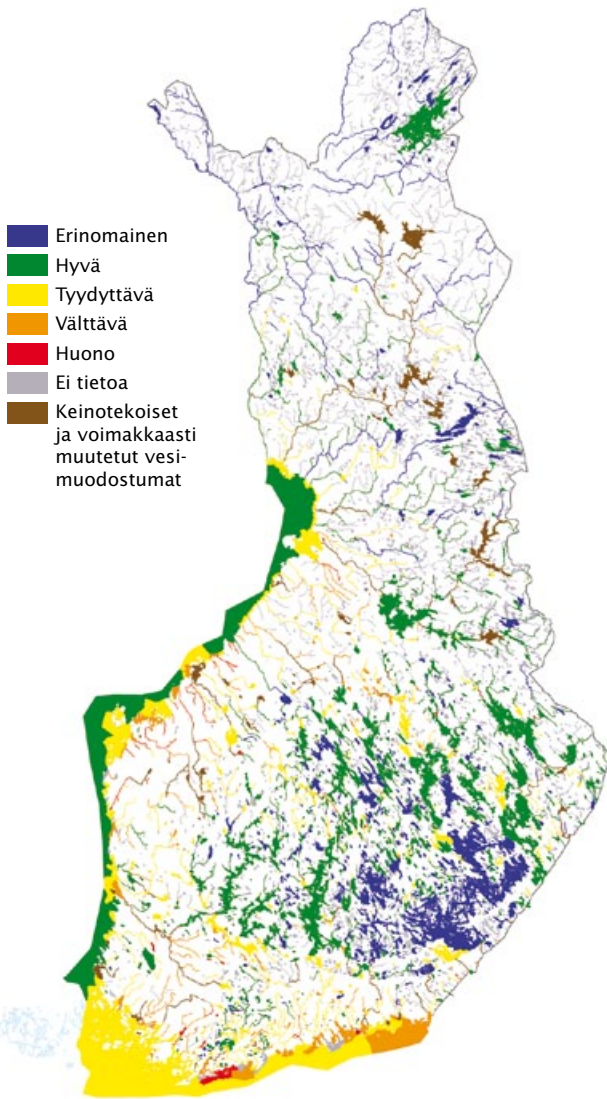 Erinomainen
Hyvä
Tyydyttävä
Välttävä
Huono
Ei tietoa
Keinotekoiset
ja voimakkaasti
muutetut vesi-
muodostumat